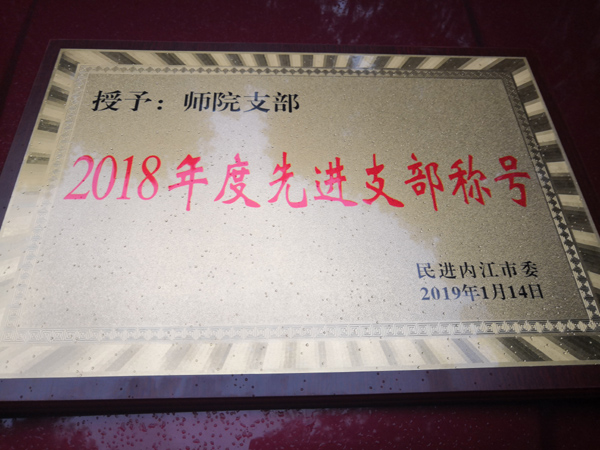 授予：师院支部
2018年度先进支部称号
民进内江市委
2019年1月14日